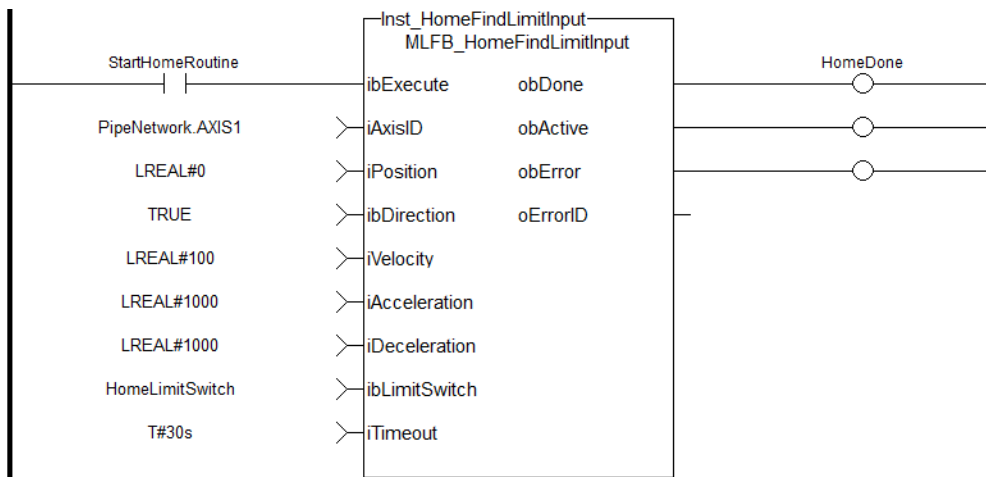 Inst_HomeFindLimitInput
MLFB_HomeFindLimitInput
StartHomeRoutine
HomeDone
ibExecute obDone
PipeNetwork.AXIS1 iAxisID obActive
LREAL#0 iPosition obError
TRUE ibDirection oErrorID
LREAL#100 iVelocity
LREAL#1000 iAcceleration
LREAL#1000 iDeceleration
HomeLimitSwitch ibLimitSwitch
T#30s iTimeout